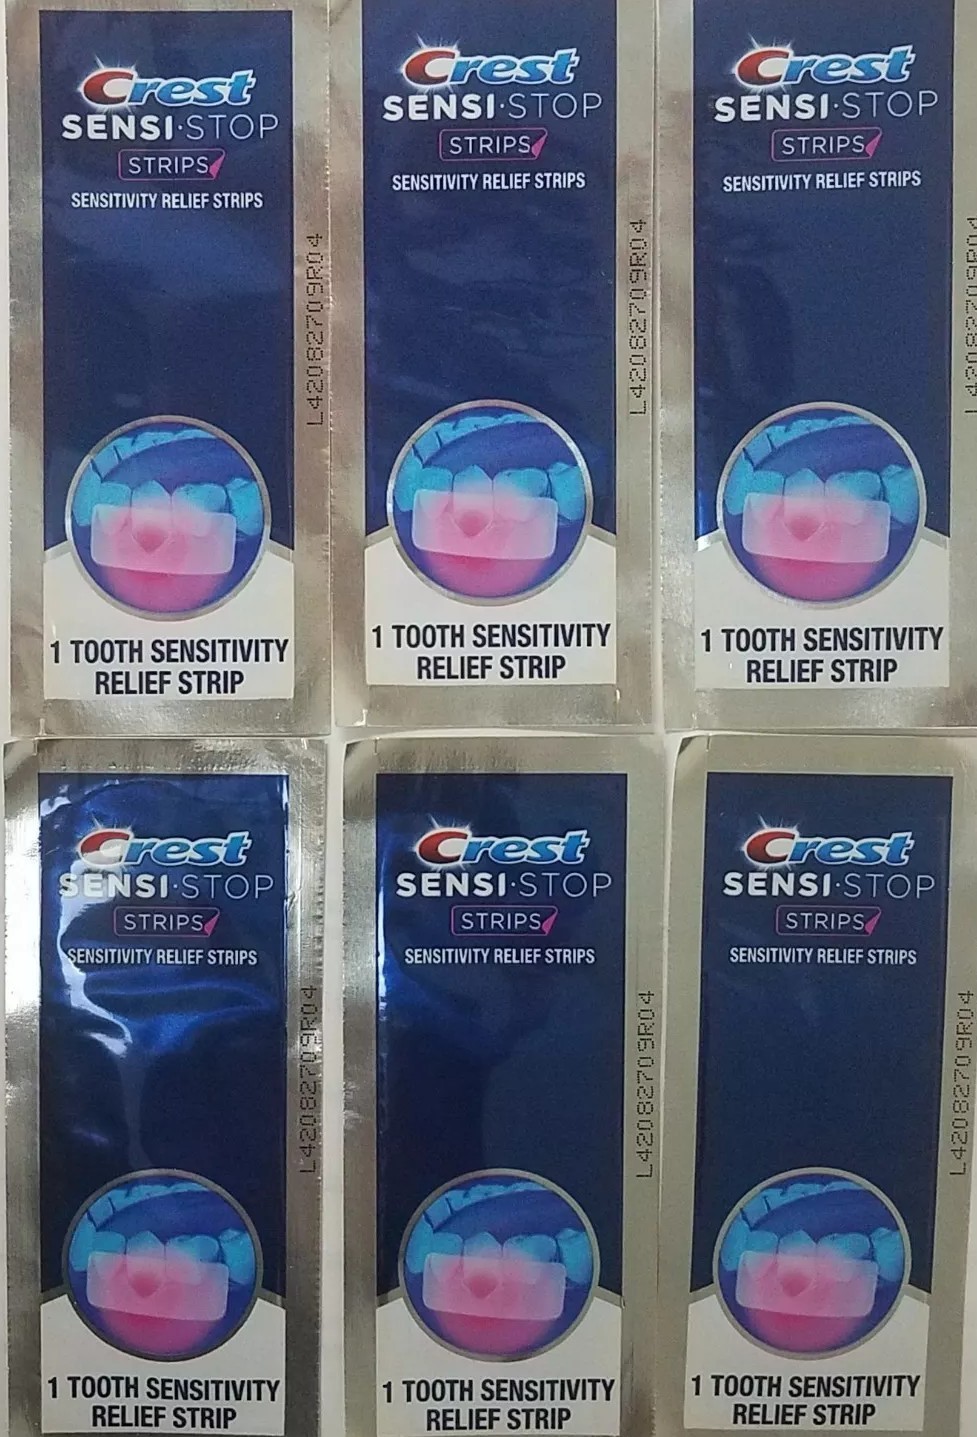 Crest
SENSI·STOP
STRIPS
SENSITIVITY RELIEF STRIPS
L42082709R04
1 TOOTH SENSITIVITY
RELIEF STRIP
Crest
SENSI·STOP
STRIPS
SENSITIVITY RELIEF STRIPS
L42082709R04
1 TOOTH SENSITIVITY
RELIEF STRIP
Crest
SENSI·STOP
STRIPS
SENSITIVITY RELIEF STRIPS
L42082709R04
1 TOOTH SENSITIVITY
RELIEF STRIP
Crest
SENSI·STOP
STRIPS
SENSITIVITY RELIEF STRIPS
L42082709R04
1 TOOTH SENSITIVITY
RELIEF STRIP
Crest
SENSI·STOP
STRIPS
SENSITIVITY RELIEF STRIPS
L42082709R04
1 TOOTH SENSITIVITY
RELIEF STRIP
Crest
SENSI·STOP
STRIPS
SENSITIVITY RELIEF STRIPS
L42082709R04
1 TOOTH SENSITIVITY
RELIEF STRIP